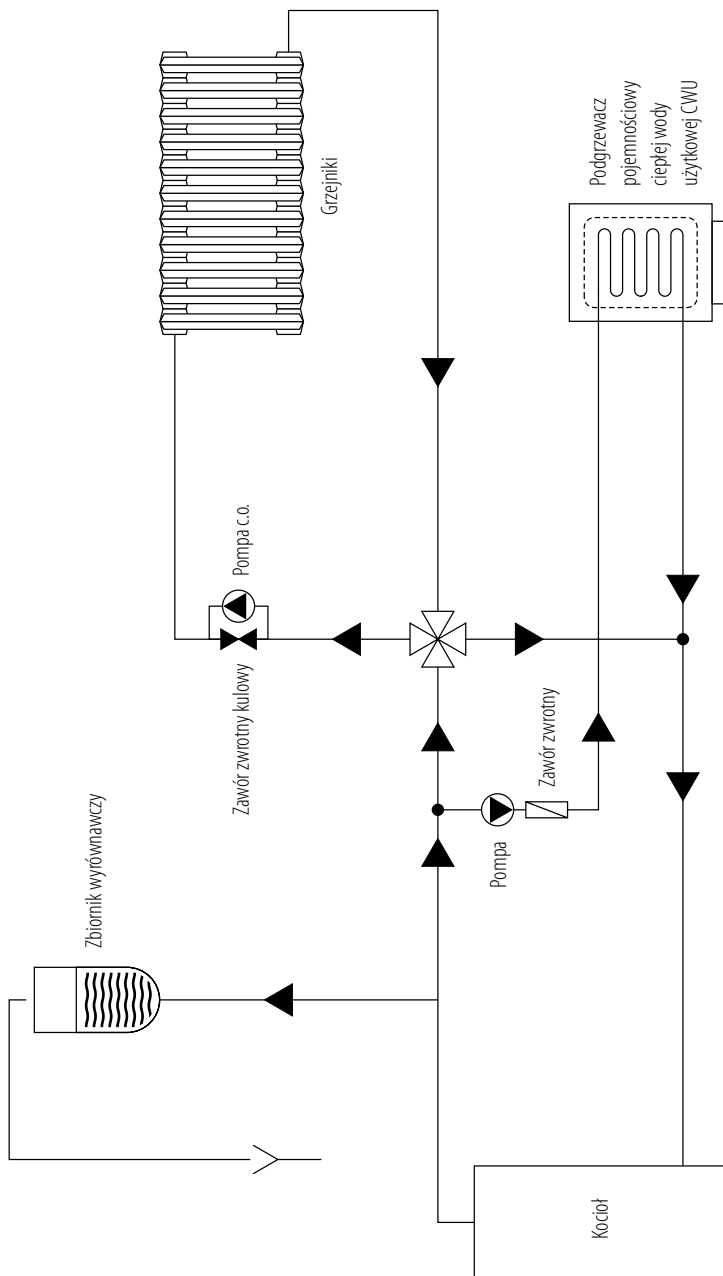 Grzejniki
Podgrzewacz
pojemnościowy
ciepłej wody
użytkowej CWU
Pompa c.o.
Zawór zwrotny kulowy
Zawór zwrotny
Pompa
Zbiornik wyrównawczy
Kocioł